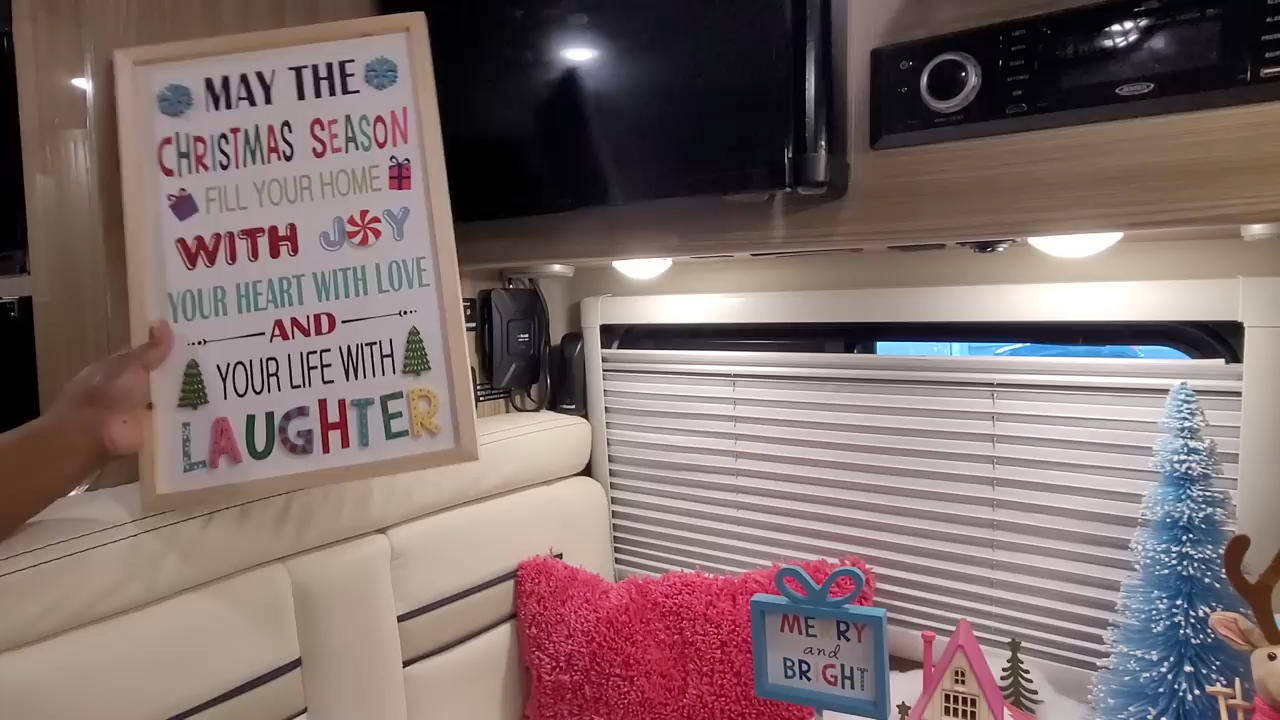 MAY THE
CHRISTMAS SEASON
FILL YOUR HOME
WITH JOY
YOUR HEART WITH LOVE
AND
YOUR LIFE WITH
LAUGHTER
MERRY
and
BRIGHT
JENSEN